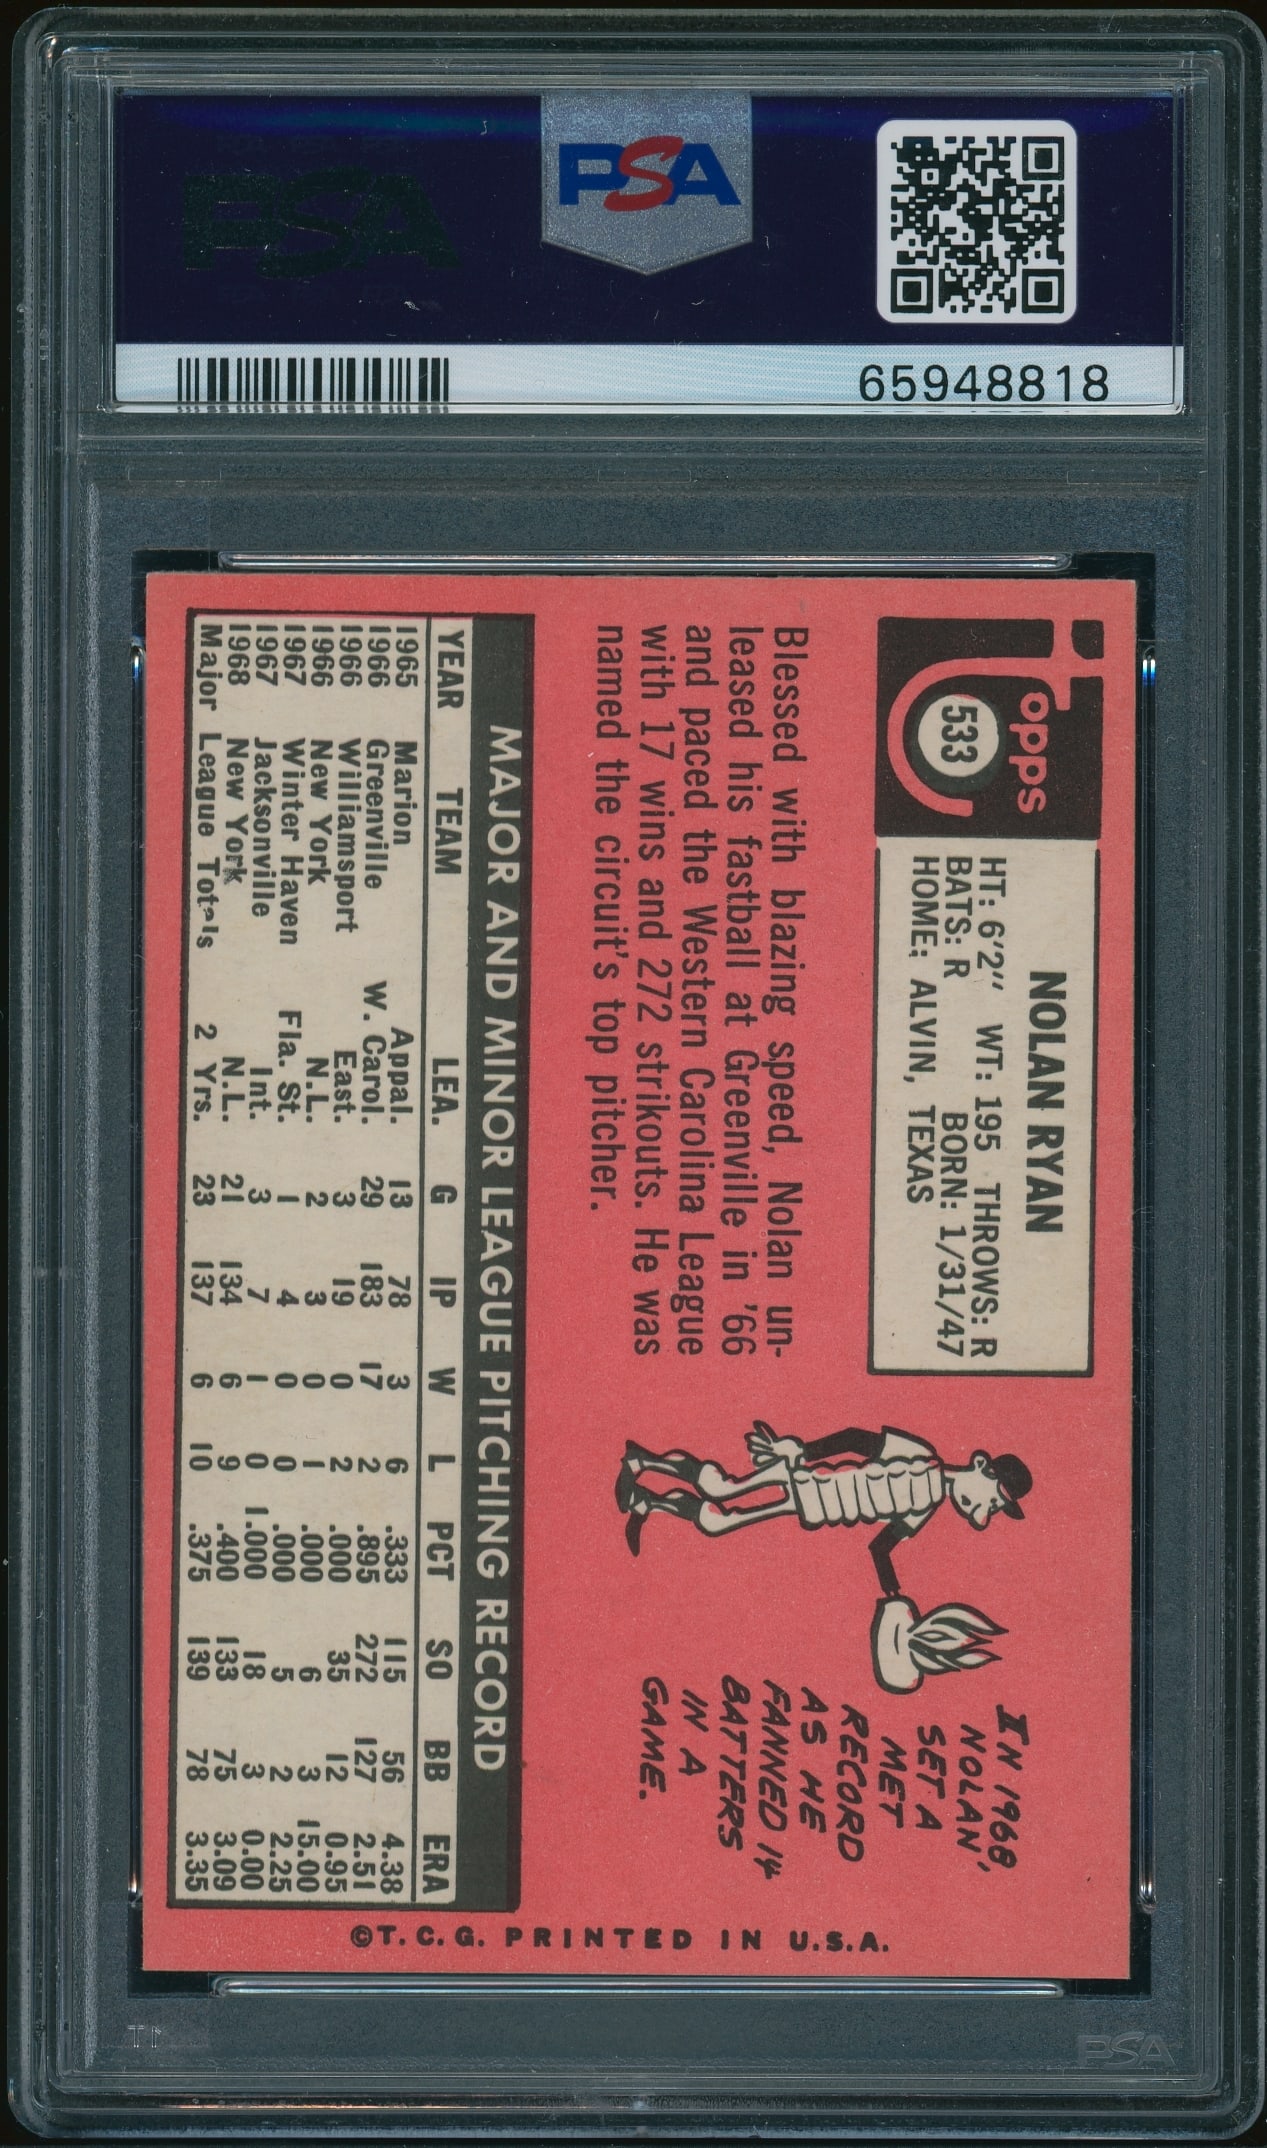 PSA
PSA
65948818
Topps
533
NOLAN RYAN
HT: 6'2" WT: 195 THROWS: R
BATS: R BORN: 1/31/47
HOME: ALVIN, TEXAS
Blessed with blazing speed, Nolan un-
leased his fastball at Greenville in '66
and paced the Western Carolina League
with 17 wins and 272 strikouts. He was
named the circuit's top pitcher.
IN 1968
NOLAN,
SET A
MET
RECORD
AS HE
FANNED 14
BATTERS
IN A
GAME.
MAJOR AND MINOR LEAGUE PITCHING RECORD
YEAR TEAM LEA. G IP W L PCT SO BB ERA
1965 Marion Appal. 13 78 3 6 .333 115 56 4.38
1966 Greenville W. Carol. 29 183 17 2 .895 272 127 2.51
1966 Williamsport East. 3 19 0 2 .000 35 12 0.95
1966 New York N.L. 2 3 0 1 .000 6 3 15.00
1967 Winter Haven Fla. St. 1 4 0 0 .000 5 2 2.25
1967 Jacksonville Int. 3 7 1 0 1.000 18 3 0.00
1968 New York N.L. 21 134 6 9 .400 133 75 3.09
Major League Totals 2 Yrs. 23 137 6 10 .375 139 78 3.35
©T.C.G. PRINTED IN U.S.A.
PSA